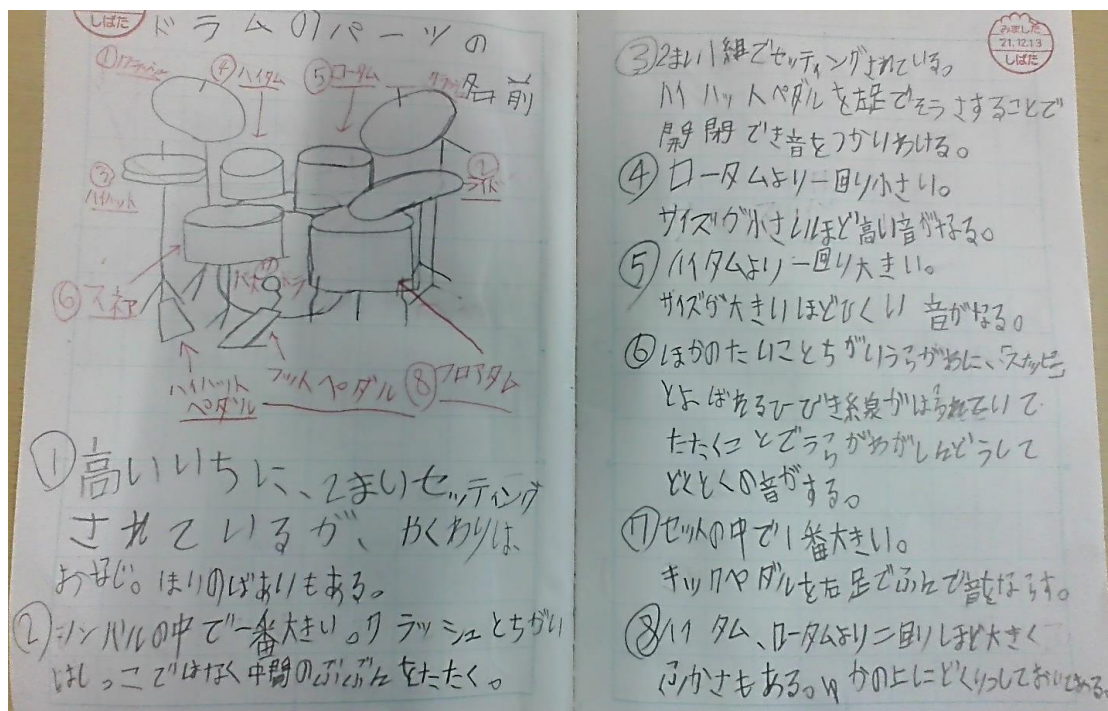 しばた
ドラムのパーツの
名前
①クラッシュ
④ハイタム
⑤ロータム
クラッシュ
③ハイハット
②ライド
⑦バスドラ
⑥スネア
ハイハット
ペダル
フットペダル
⑧フロアタム
①高いいちに、2まいセッティング
されているが、やくわりは、
おなじ。1まいのばあいもある。
②シンバルの中で一番大きい。クラッシュとちがい
はしっこではなく中間のぶぶんをたたく。
みました
21.12.13
しばた
③2まい1組でセッティングされている。
ハイハットペダルを左足でそうさすることで
開閉でき音をつかいわける。
④ロータムより一回り小さい。
サイズが小さいほど高い音がなる。
⑤ハイタムより一回り大きい。
サイズが大きいほどひくい音がなる。
⑥ほかのたいことちがいうらがわに、「スナッピー」
とよばれるひびき線がはられていて
たたくことでうらがわがしんどうして
どくとくの音がする。
⑦セットの中で1番大きい。
キックペダルを右足でふんで音をならす。
⑧ハイタム、ロータムより二回りほど大きく
ふかさもある。ゆかの上にどくりつしておいてある。